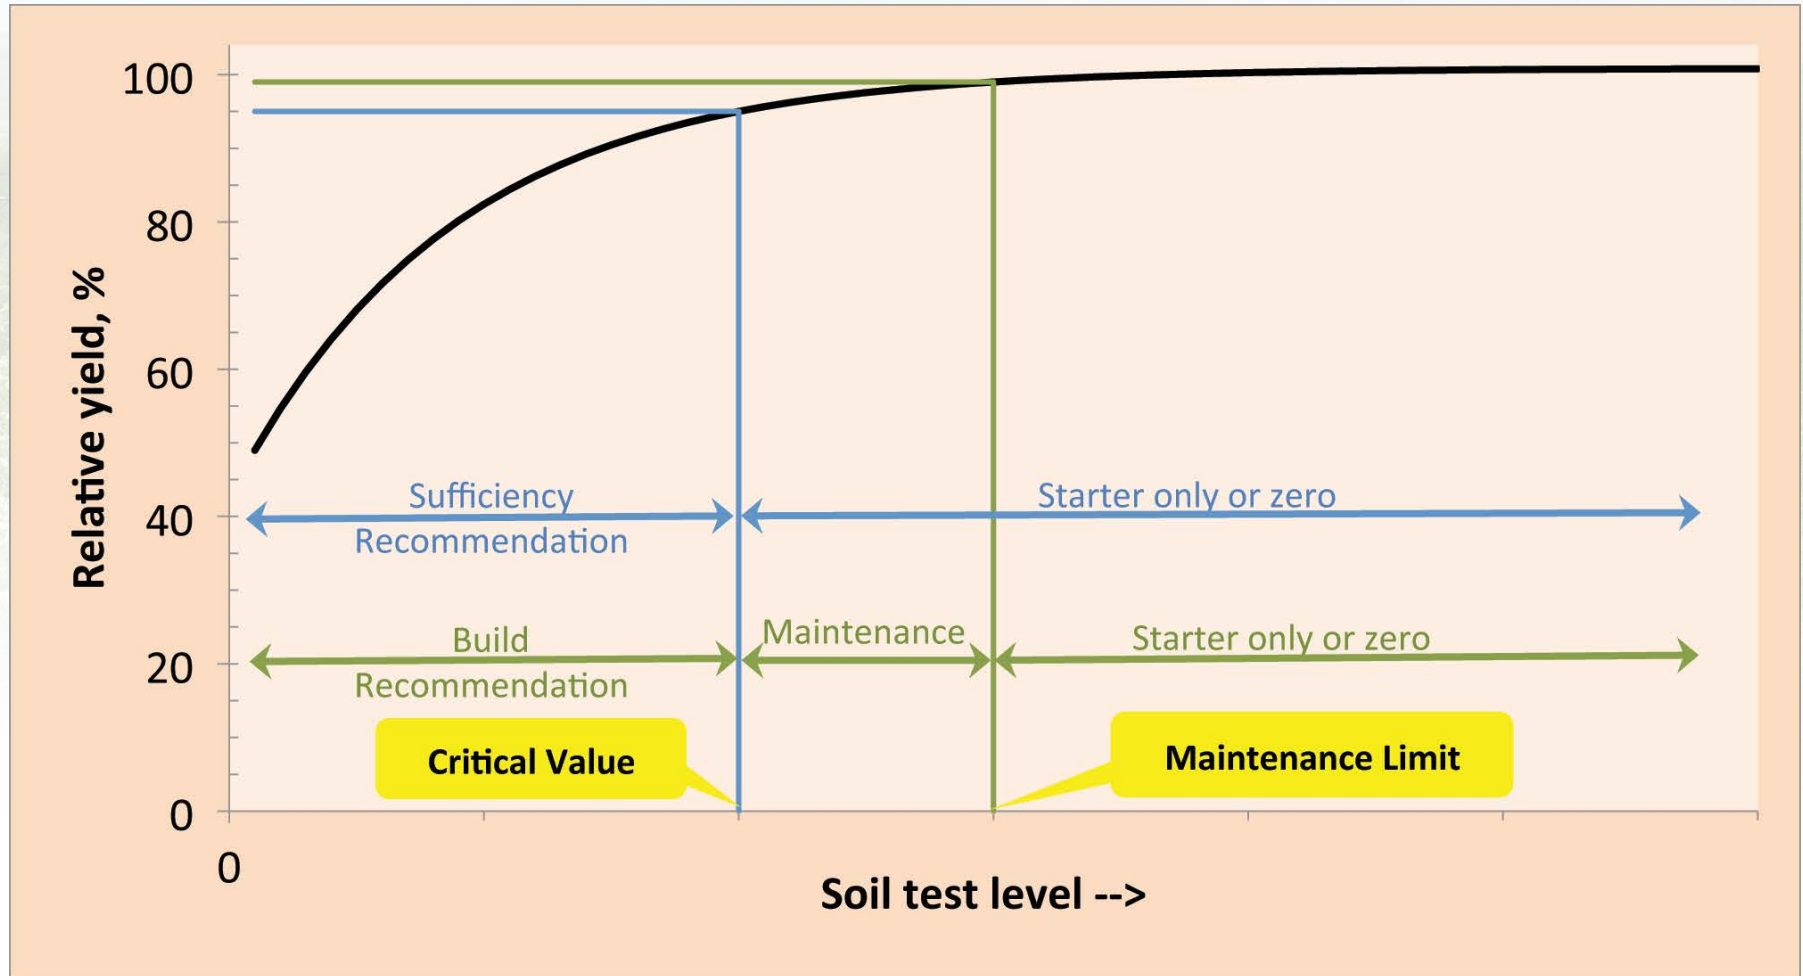 100
80
60
40
20
0
0
Relative yield, %
Sufficiency
Recommendation
Starter only or zero
Build
Recommendation
Maintenance
Starter only or zero
Critical Value
Maintenance Limit
Soil test level -->